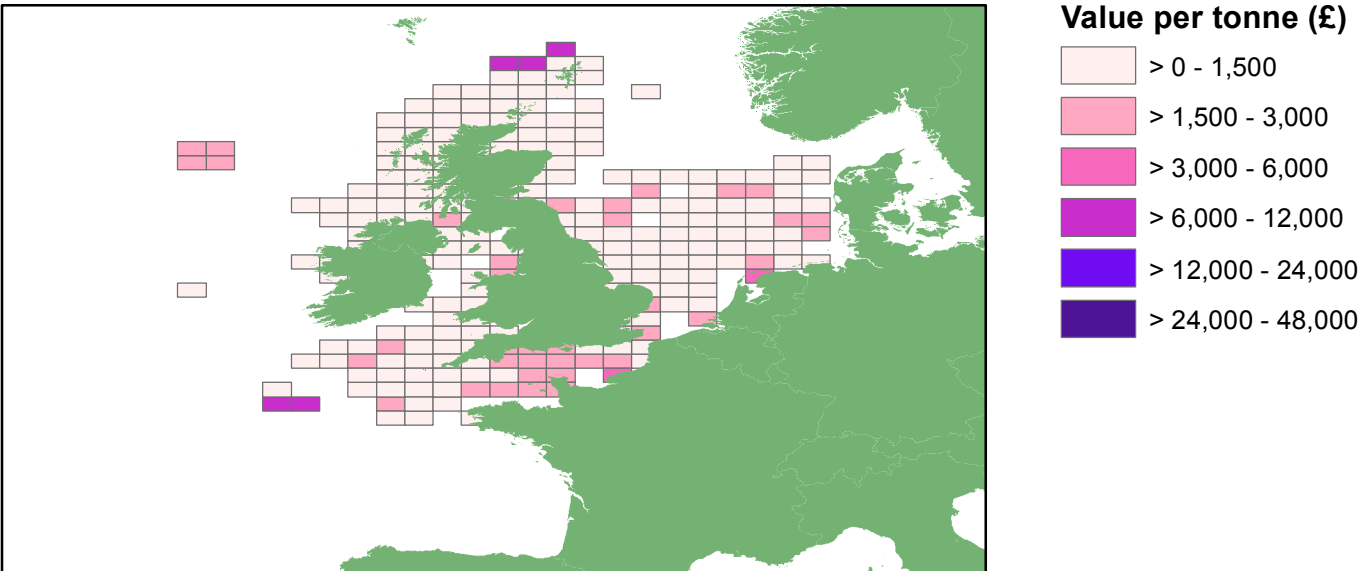 Value per tonne (£)
> 0 - 1,500
> 1,500 - 3,000
> 3,000 - 6,000
> 6,000 - 12,000
> 12,000 - 24,000
> 24,000 - 48,000